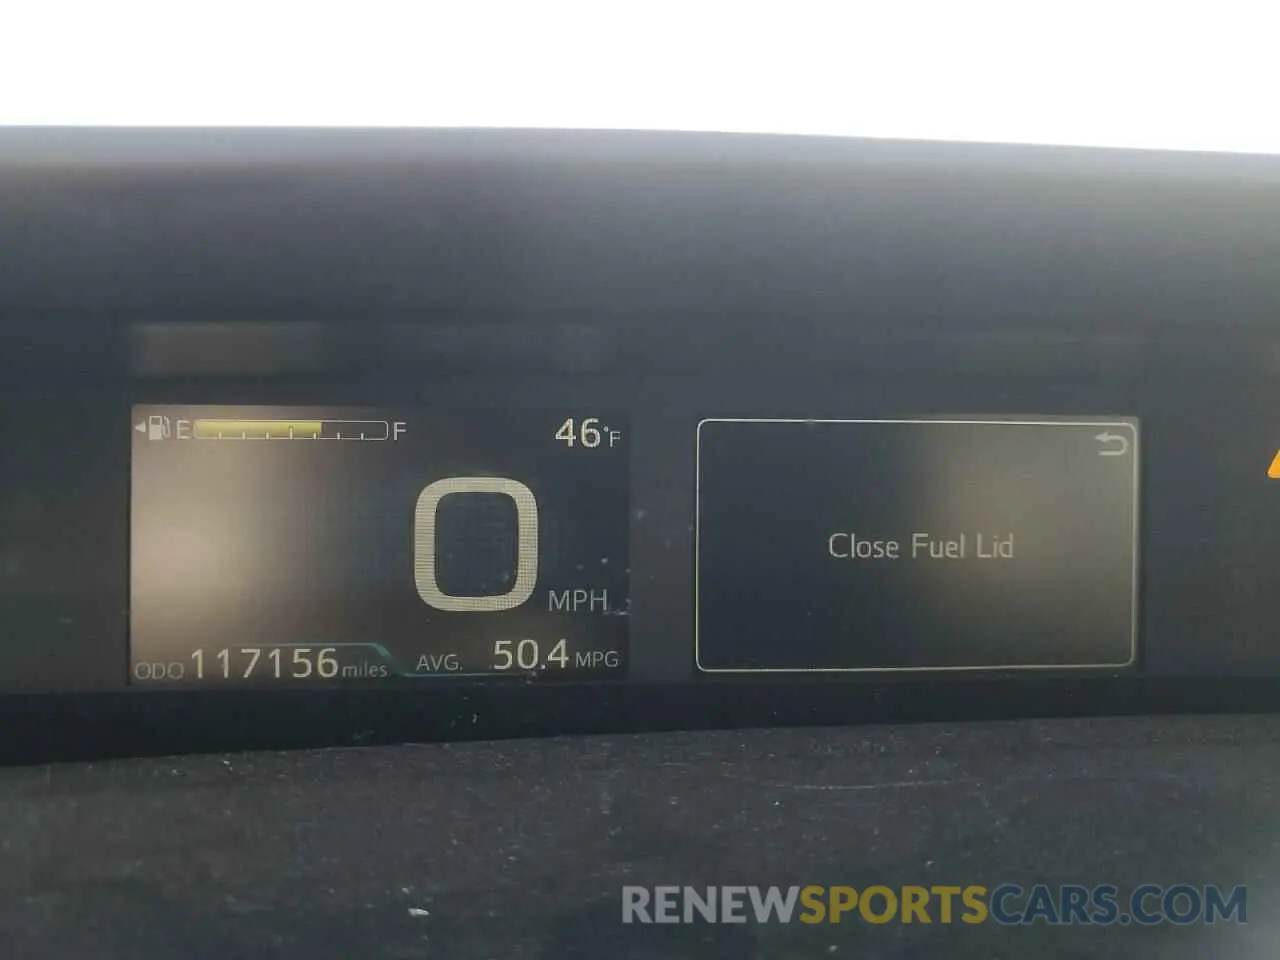 E F 46°F
0 MPH
ODO 117156 miles AVG. 50.4 MPG
Close Fuel Lid
RENEWSPORTSCARS.COM